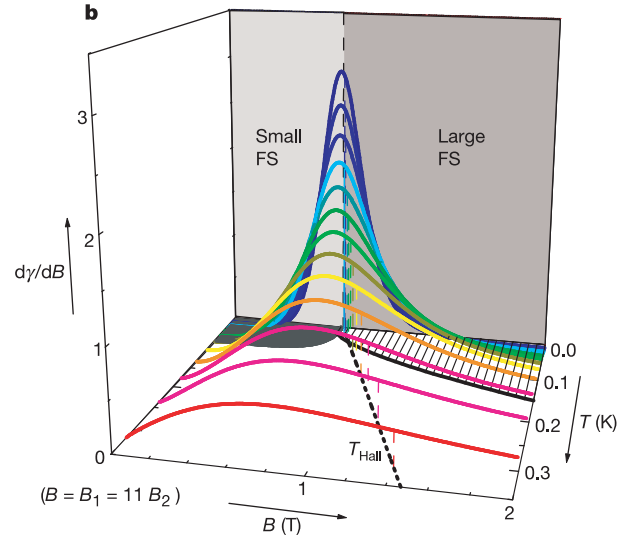 b
3
2
1
0
dγ/dB
Small
FS
Large
FS
0.0
0.1
0.2
0.3
T (K)
T_Hall
1
2
(B = B₁ = 11 B₂ )
B (T)